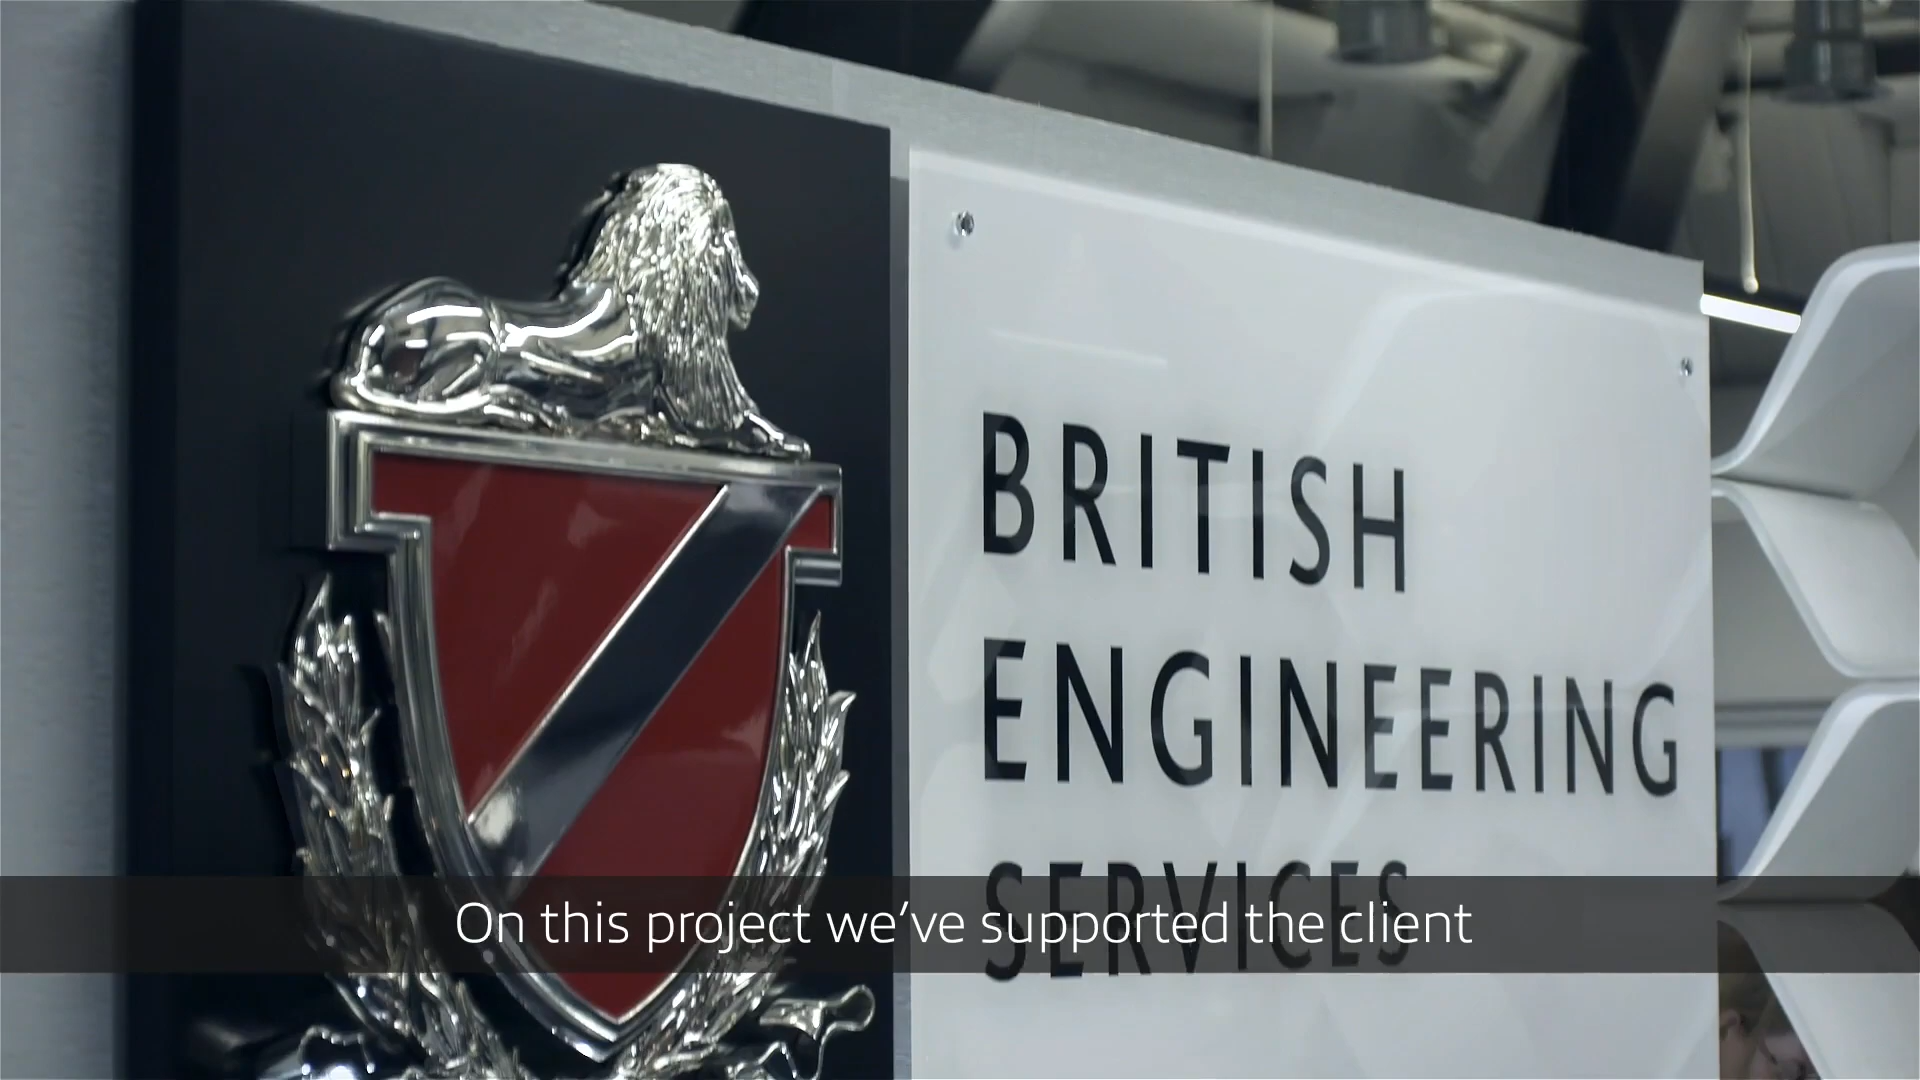 BRITISH
ENGINEERING
SERVICES
On this project we’ve supported the client